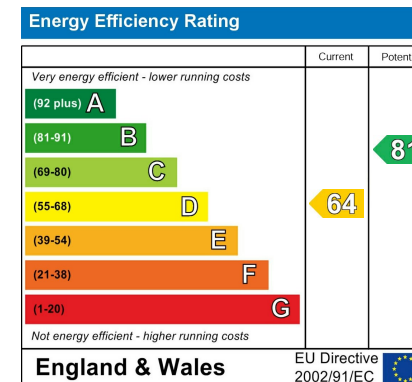 Energy Efficiency Rating
Current Potent
Very energy efficient - lower running costs
(92 plus) A
(81-91) B
(69-80) C
(55-68) D
(39-54) E
(21-38) F
(1-20) G
64
81
Not energy efficient - higher running costs
England & Wales
EU Directive
2002/91/EC